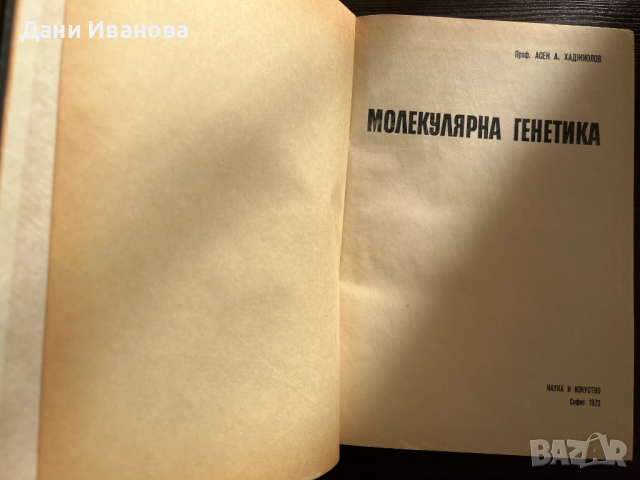 Дани Иванова
Проф. АСЕН А. ХАДЖИОЛОВ
МОЛЕКУЛЯРНА ГЕНЕТИКА
НАУКА И ИЗКУСТВО
София 1972
BAZAR